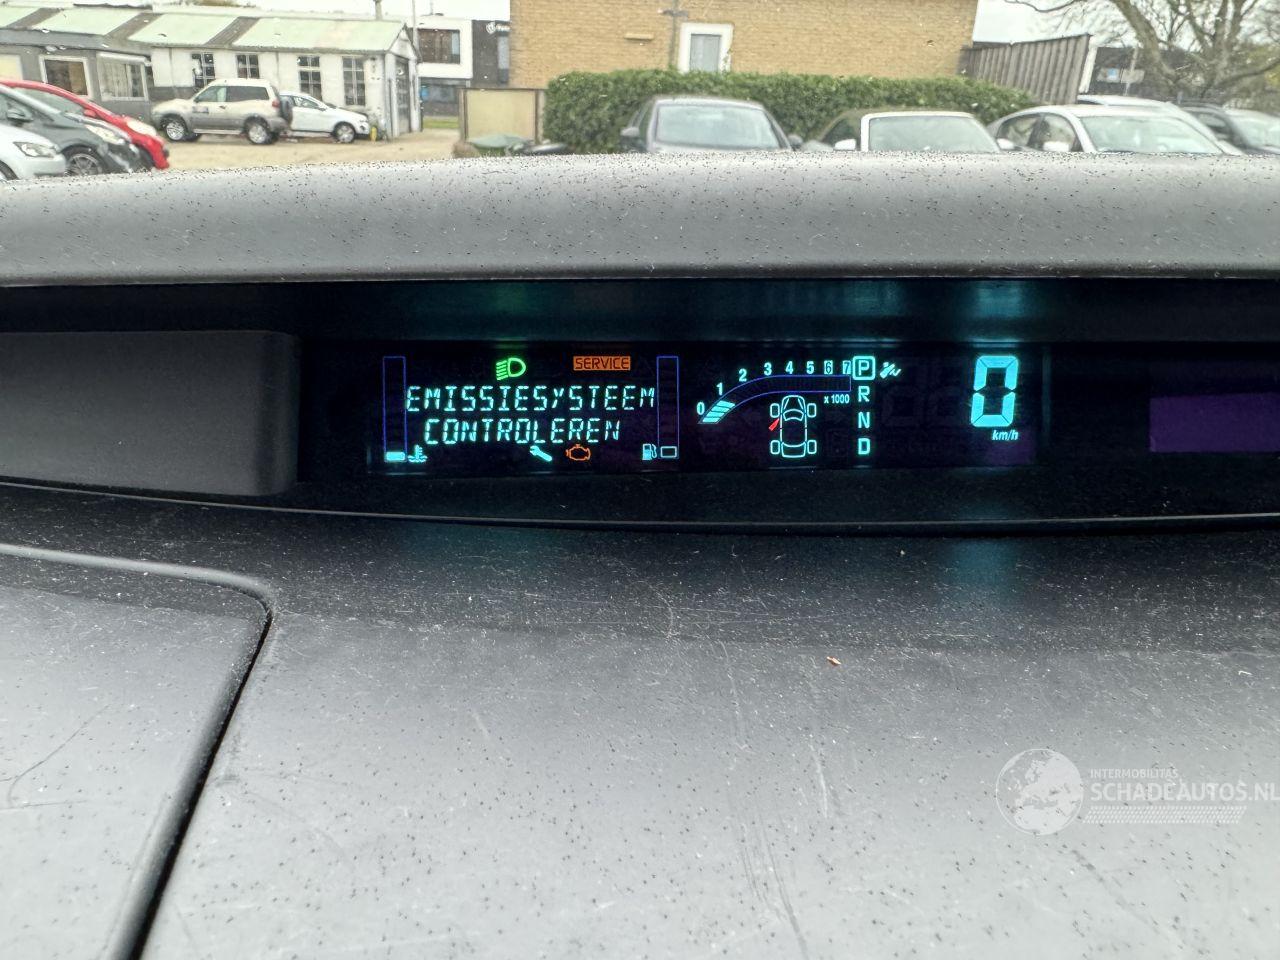 SERVICE
EMISSIESYSTEEM
CONTROLEREN
0 1 2 3 4 5 6 7
x 1000
P
R
N
D
0
km/h
INTERMOBILITAS
SCHADEAUTOS.NL